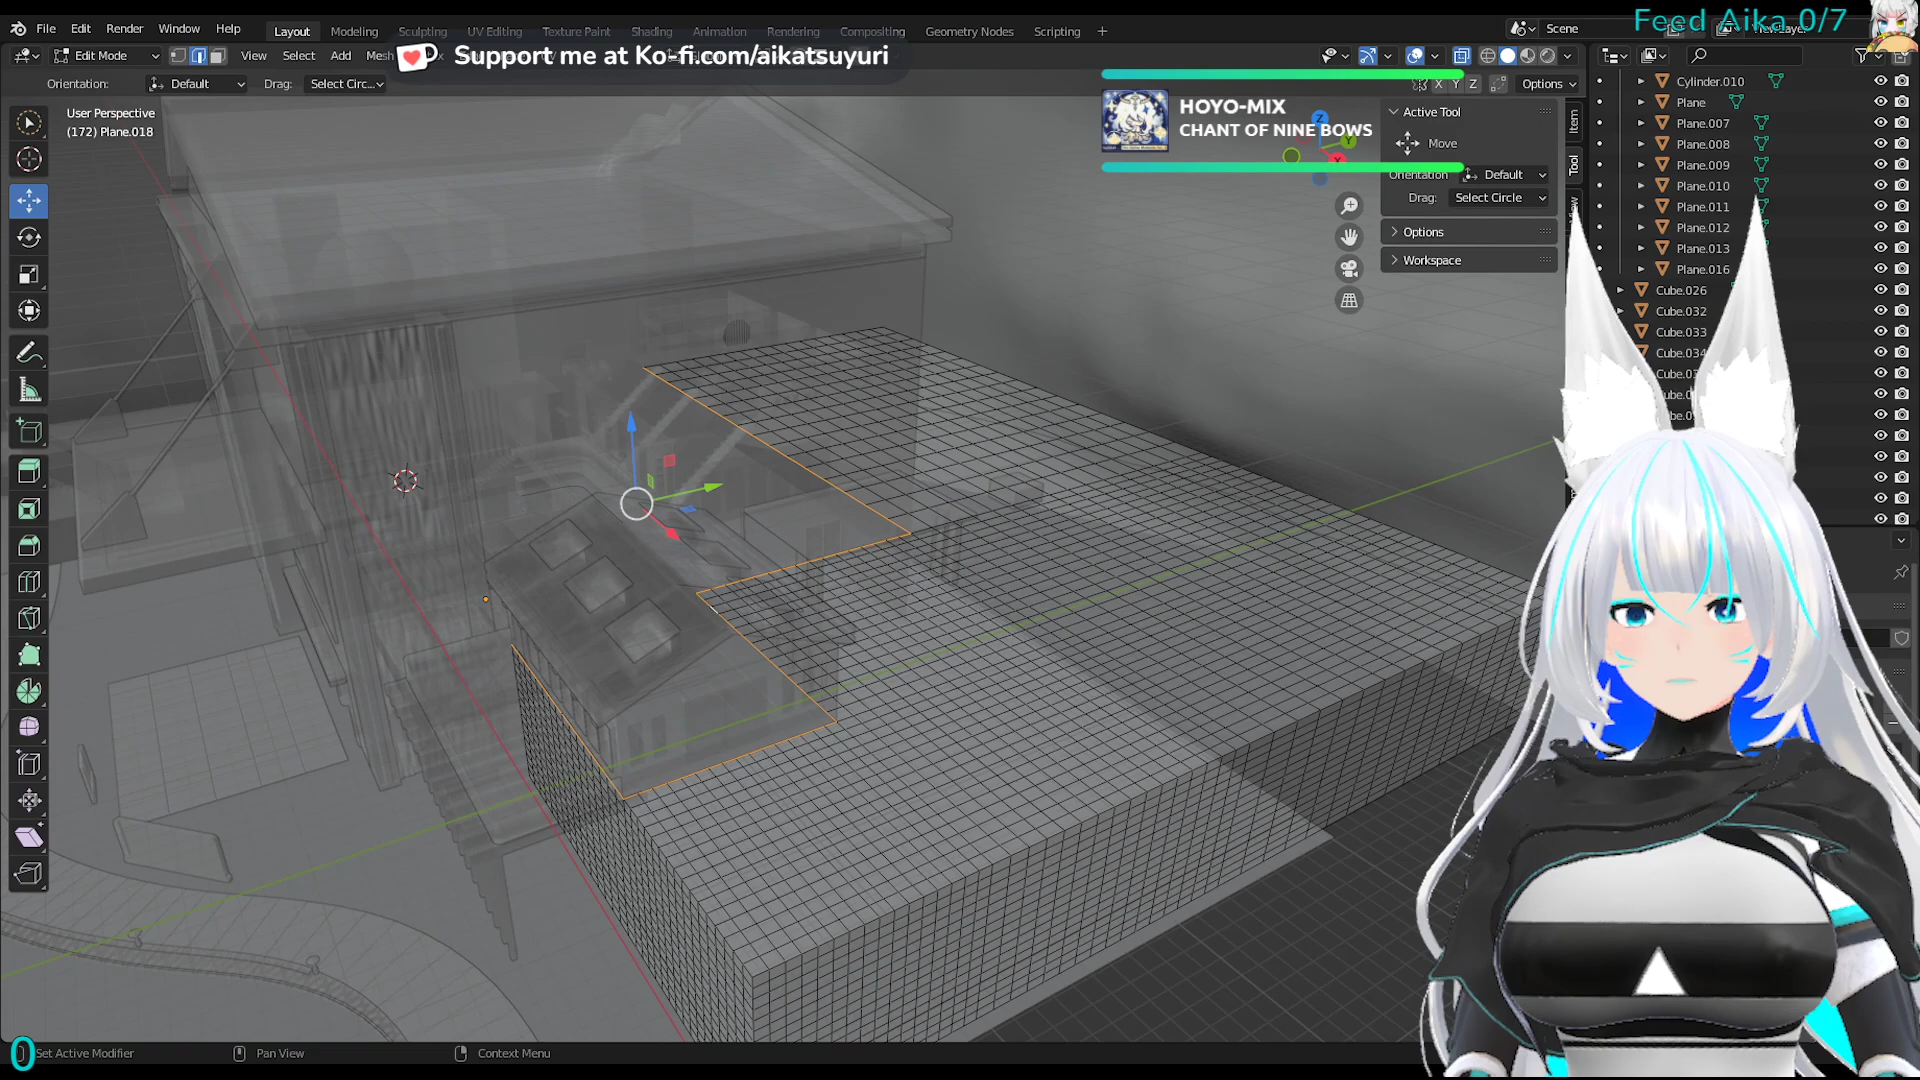 File Edit Render Window Help Layout Modeling Sculpting UV Editing Texture Paint Shading Animation Rendering Compositing Geometry Nodes Scripting +
Scene
Feed Aika 0/7
Edit Mode View Select Add Mesh
Support me at Ko-fi.com/aikatsuyuri
Orientation: Default Drag: Select Circ...
X Y Z Options
User Perspective
(172) Plane.018
HOYO-MIX
CHANT OF NINE BOWS
Z
Y
X
Active Tool
Move
Orientation Default
Drag: Select Circle
Options
Workspace
Item
Tool
View
Cylinder.010
Plane
Plane.007
Plane.008
Plane.009
Plane.010
Plane.011
Plane.012
Plane.013
Plane.016
Cube.026
Cube.032
Cube.033
Cube.034
0
Set Active Modifier
Pan View
Context Menu